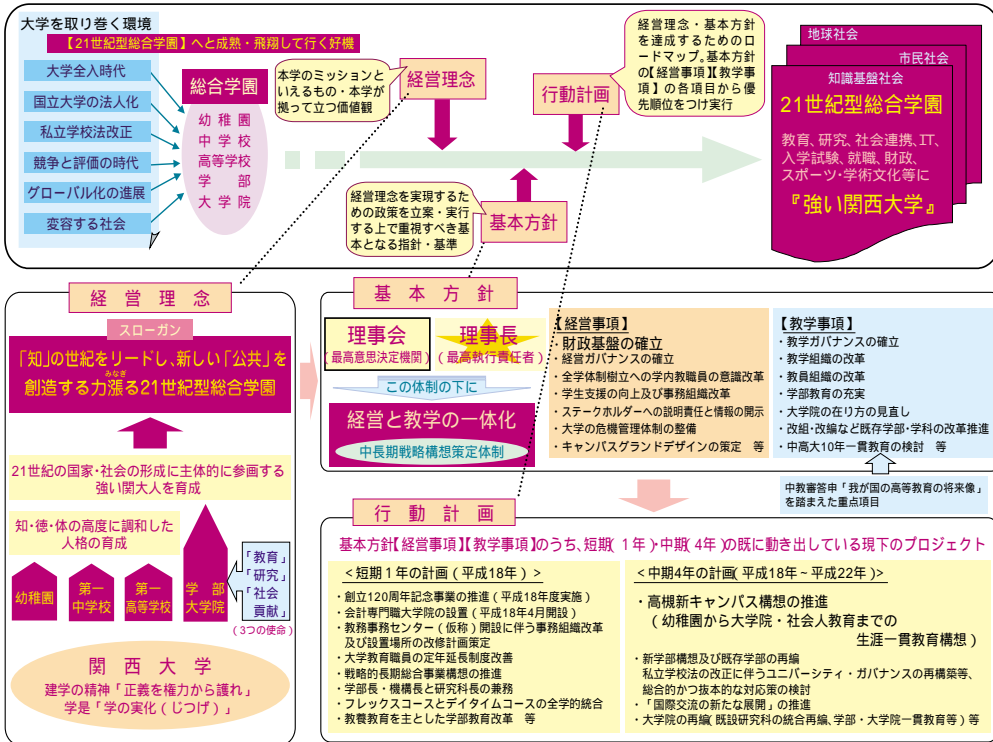 大学を取り巻く環境
【21世紀型総合学園】へと成熟・飛翔して行く好機
大学全入時代
国立大学の法人化
私立学校法改正
競争と評価の時代
グローバル化の進展
変容する社会
総合学園
幼稚園
中学校
高等学校
学部
大学院
本学のミッションと
いえるもの・本学が
拠って立つ価値観
経営理念
経営理念・基本方針
を達成するためのロ
ードマップ。基本方針
の【経営事項】【教学事
項】の各項目から優
先順位をつけ実行
行動計画
経営理念を実現するた
めの政策を立案・実行
する上で重視すべき基
本となる指針・基準
基本方針
地球社会
市民社会
知識基盤社会
21世紀型総合学園
教育、研究、社会連携、IT、
入学試験、就職、財政、
スポーツ・学術文化等に
『強い関西大学』
経営理念
スローガン
「知」の世紀をリードし、新しい「公共」を
みなぎ
創造する力漲る21世紀型総合学園
21世紀の国家・社会の形成に主体的に参画する
強い関大人を育成
知・徳・体の高度に調和した
人格の育成
幼稚園
第一
中学校
第一
高等学校
学部
大学院
「教育」
「研究」
「社会
貢献」
(3つの使命)
関西大学
建学の精神「正義を権力から護れ」
学是「学の実化(じつげ)」
基本方針
理事会
(最高意思決定機関)
理事長
(最高執行責任者)
この体制の下に
経営と教学の一体化
中長期戦略構想策定体制
【経営事項】
・財政基盤の確立
・経営ガバナンスの確立
・全学体制樹立への学内教職員の意識改革
・学生支援の向上及び事務組織改革
・ステークホルダーへの説明責任と情報の開示
・大学の危機管理体制の整備
・キャンパスグランドデザインの策定 等
【教学事項】
・教学ガバナンスの確立
・教学組織の改革
・教員組織の改革
・学部教育の充実
・大学院の在り方の見直し
・改組・改編など既存学部・学科の改革推進
・中高大10年一貫教育の検討 等
中教審答申「我が国の高等教育の将来像」
を踏まえた重点項目
行動計画
基本方針【経営事項】【教学事項】のうち、短期(1年)・中期(4年)の既に動き出している現下のプロジェクト
<短期1年の計画(平成18年)>
・創立120周年記念事業の推進(平成18年度実施)
・会計専門職大学院の設置(平成18年4月開設)
・教務事務センター(仮称)開設に伴う事務組織改革
及び設置場所の改修計画策定
・大学教育職員の定年延長制度改善
・戦略的長期総合事業構想の推進
・学部長・機構長と研究科長の兼務
・フレックスコースとデイタイムコースの全学的統合
・教養教育を主とした学部教育改革 等
<中期4年の計画(平成18年~平成22年)>
・高槻新キャンパス構想の推進
(幼稚園から大学院・社会人教育までの
生涯一貫教育構想)
・新学部構想及び既存学部の再編
私立学校法の改正に伴うユニバーシティ・ガバナンスの再構築等、
総合的かつ抜本的な対応策の検討
・「国際交流の新たな展開」の推進
・大学院の再編(既設研究科の統合再編、学部・大学院一貫教育等)等